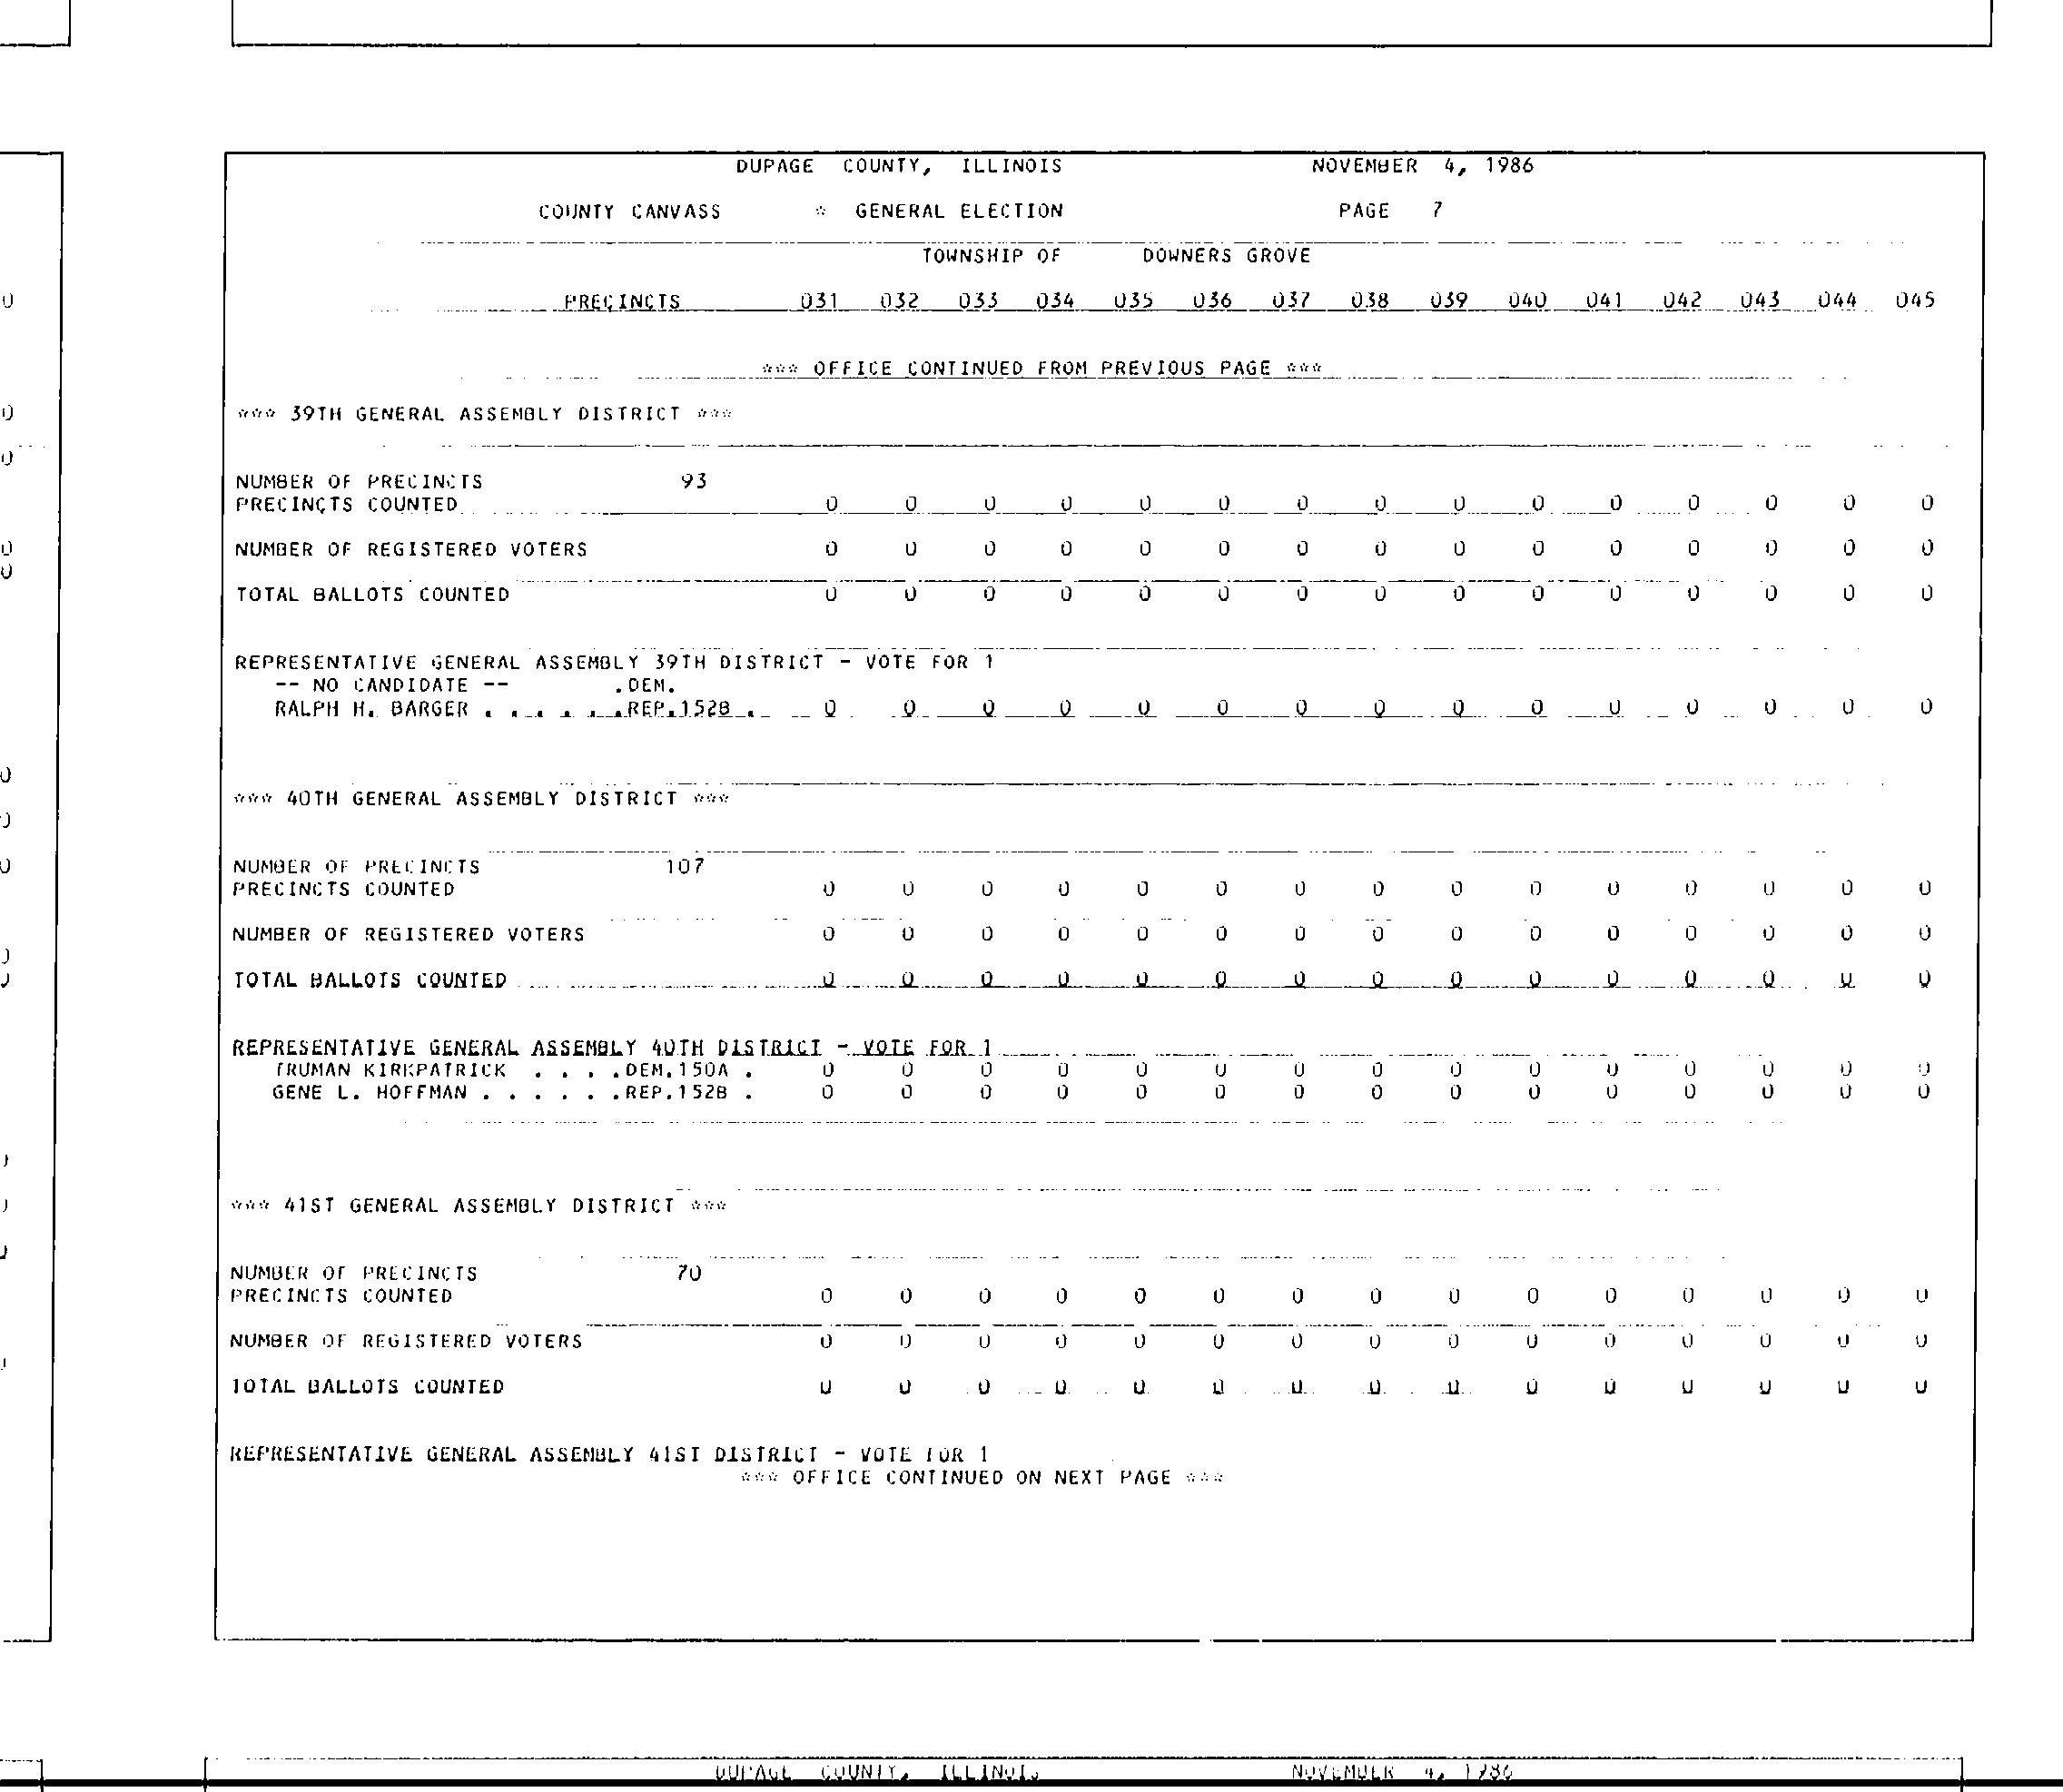 DUPAGE COUNTY, ILLINOIS NOVEMBER 4, 1986
COUNTY CANVASS * GENERAL ELECTION PAGE 7
TOWNSHIP OF DOWNERS GROVE
PRECINCTS 031 032 033 034 035 036 037 038 039 040 041 042 043 044 045
*** OFFICE CONTINUED FROM PREVIOUS PAGE ***
*** 39TH GENERAL ASSEMBLY DISTRICT ***
NUMBER OF PRECINCTS 93
PRECINCTS COUNTED 0 0 0 0 0 0 0 0 0 0 0 0 0 0 0
NUMBER OF REGISTERED VOTERS 0 0 0 0 0 0 0 0 0 0 0 0 0 0 0
TOTAL BALLOTS COUNTED 0 0 0 0 0 0 0 0 0 0 0 0 0 0 0
REPRESENTATIVE GENERAL ASSEMBLY 39TH DISTRICT - VOTE FOR 1
-- NO CANDIDATE -- .DEM.
RALPH H. BARGER . . . . . .REP.152B . 0 0 0 0 0 0 0 0 0 0 0 0 0 0 0
*** 40TH GENERAL ASSEMBLY DISTRICT ***
NUMBER OF PRECINCTS 107
PRECINCTS COUNTED 0 0 0 0 0 0 0 0 0 0 0 0 0 0 0
NUMBER OF REGISTERED VOTERS 0 0 0 0 0 0 0 0 0 0 0 0 0 0 0
TOTAL BALLOTS COUNTED 0 0 0 0 0 0 0 0 0 0 0 0 0 0 0
REPRESENTATIVE GENERAL ASSEMBLY 40TH DISTRICT - VOTE FOR 1
TRUMAN KIRKPATRICK . . . .DEM.150A . 0 0 0 0 0 0 0 0 0 0 0 0 0 0 0
GENE L. HOFFMAN . . . . . .REP.152B . 0 0 0 0 0 0 0 0 0 0 0 0 0 0 0
*** 41ST GENERAL ASSEMBLY DISTRICT ***
NUMBER OF PRECINCTS 70
PRECINCTS COUNTED 0 0 0 0 0 0 0 0 0 0 0 0 0 0 0
NUMBER OF REGISTERED VOTERS 0 0 0 0 0 0 0 0 0 0 0 0 0 0 0
TOTAL BALLOTS COUNTED 0 0 0 0 0 0 0 0 0 0 0 0 0 0 0
REPRESENTATIVE GENERAL ASSEMBLY 41ST DISTRICT - VOTE FOR 1
*** OFFICE CONTINUED ON NEXT PAGE ***
DUPAGE COUNTY, ILLINOIS NOVEMBER 4, 1986